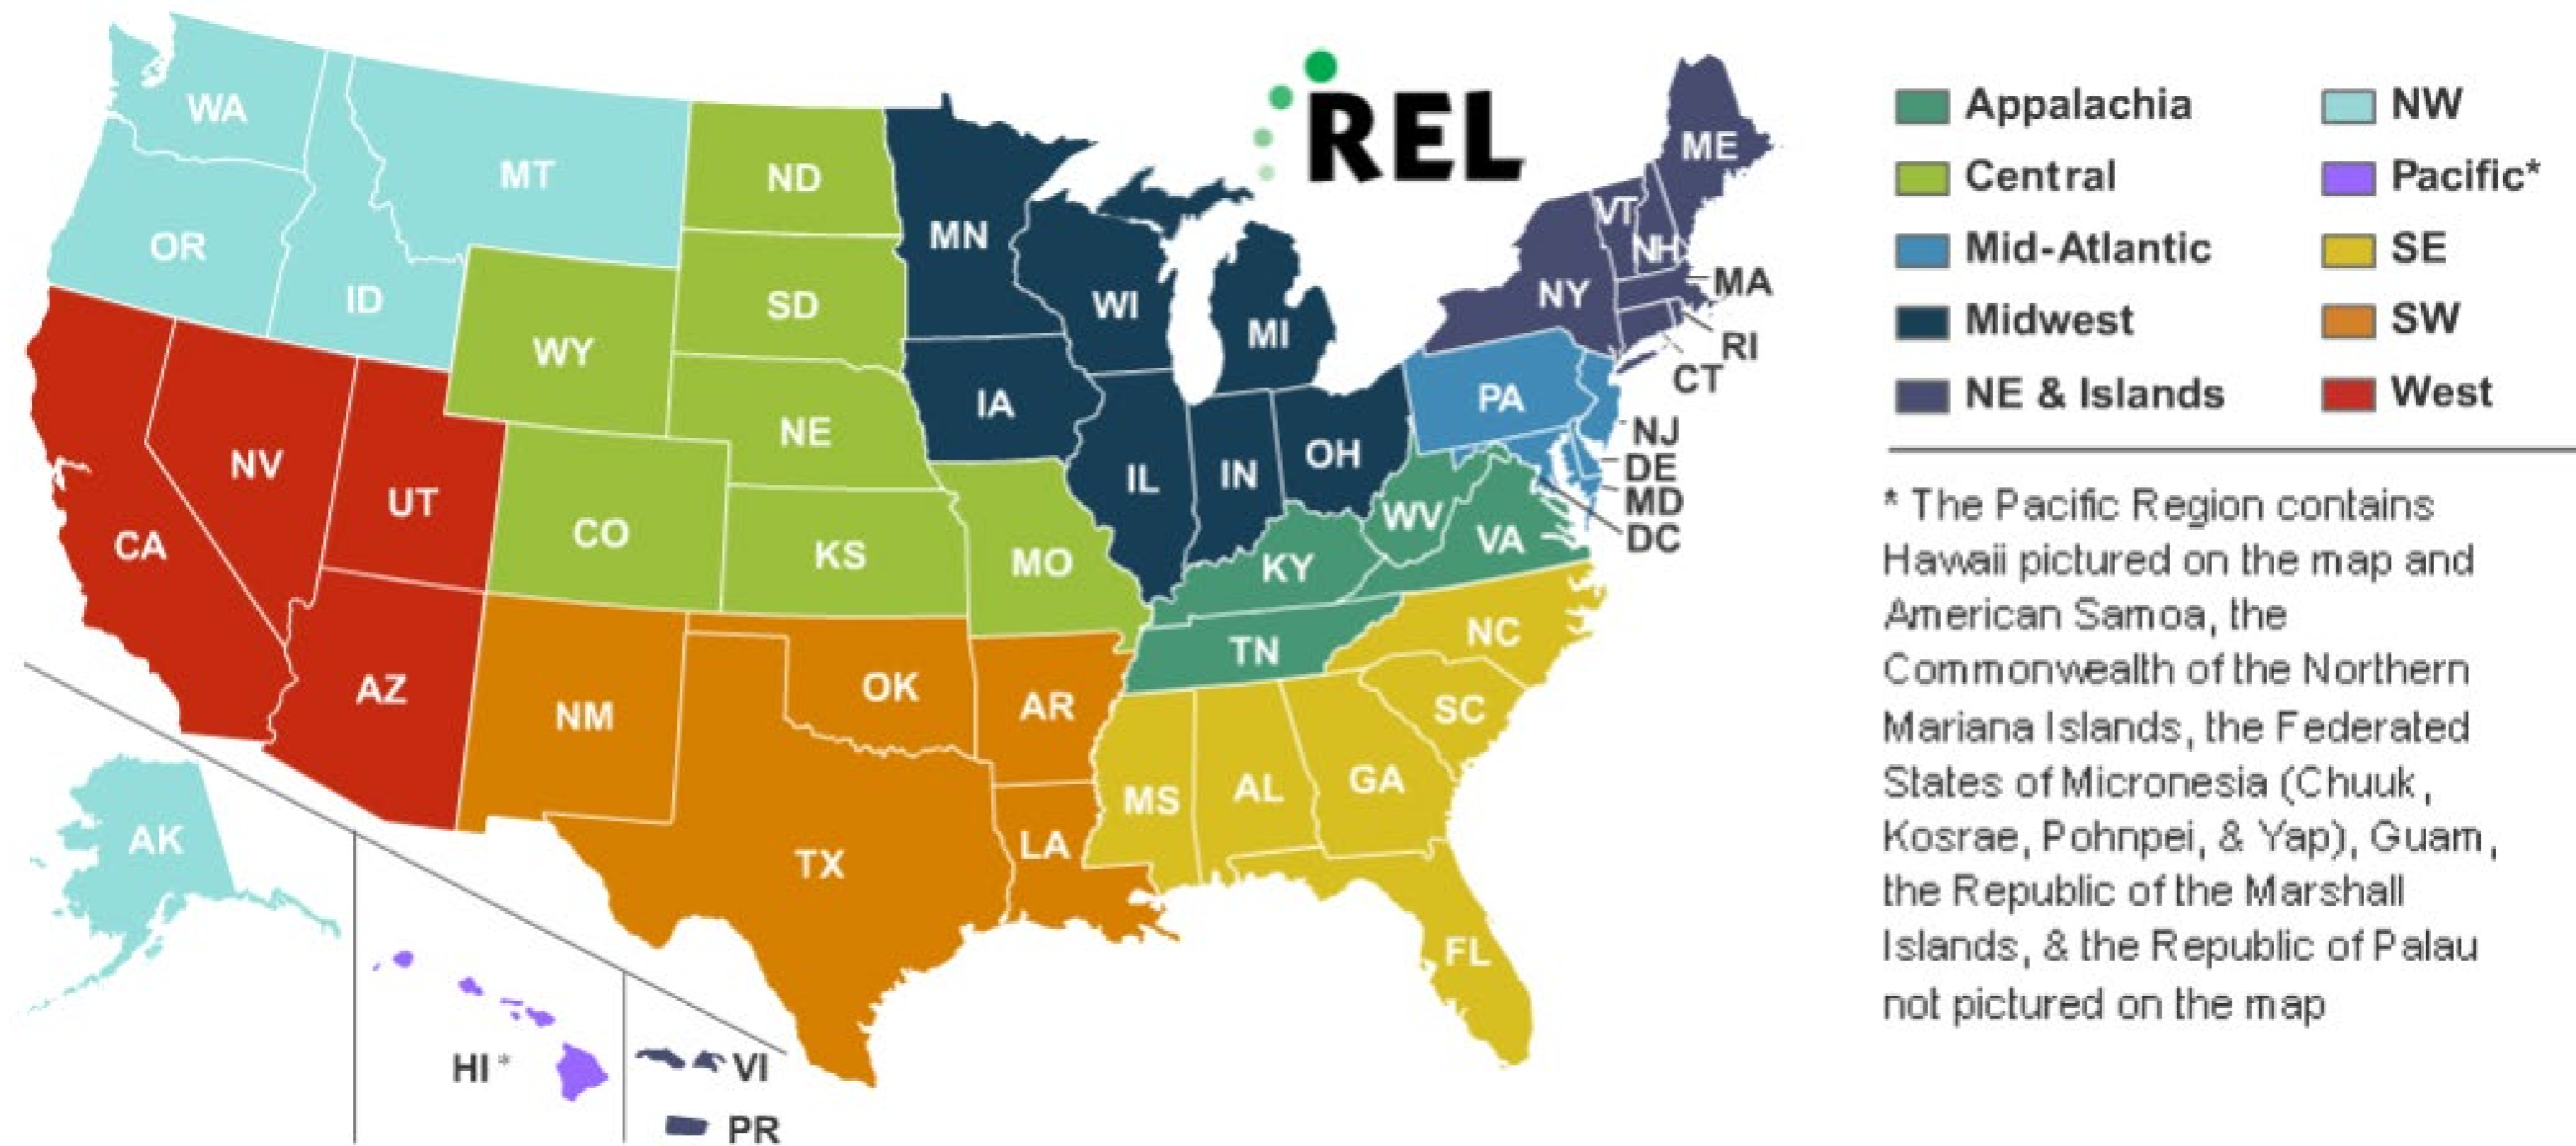 REL
WA
MT
ND
MN
ME
VT
NH
OR
ID
SD
WI
MI
NY
MA
RI
CT
WY
NE
IA
PA
NJ
DE
MD
DC
NV
UT
CO
KS
MO
IL
IN
OH
WV
VA
KY
CA
AZ
NM
OK
AR
TN
NC
SC
TX
LA
MS
AL
GA
FL
AK
HI *
VI
PR
Appalachia
Central
Mid-Atlantic
Midwest
NE & Islands
NW
Pacific*
SE
SW
West
* The Pacific Region contains
Hawaii pictured on the map and
American Samoa, the
Commonwealth of the Northern
Mariana Islands, the Federated
States of Micronesia (Chuuk,
Kosrae, Pohnpei, & Yap), Guam,
the Republic of the Marshall
Islands, & the Republic of Palau
not pictured on the map